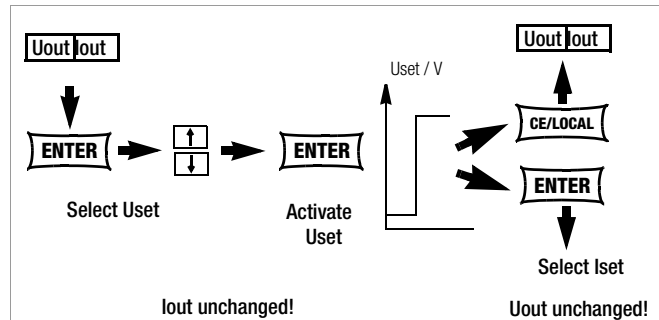 Uout Iout
ENTER
Select Uset
↑
↓
ENTER
Activate
Uset
Uset / V
Uout Iout
CE/LOCAL
ENTER
Select Iset
Iout unchanged!
Uout unchanged!